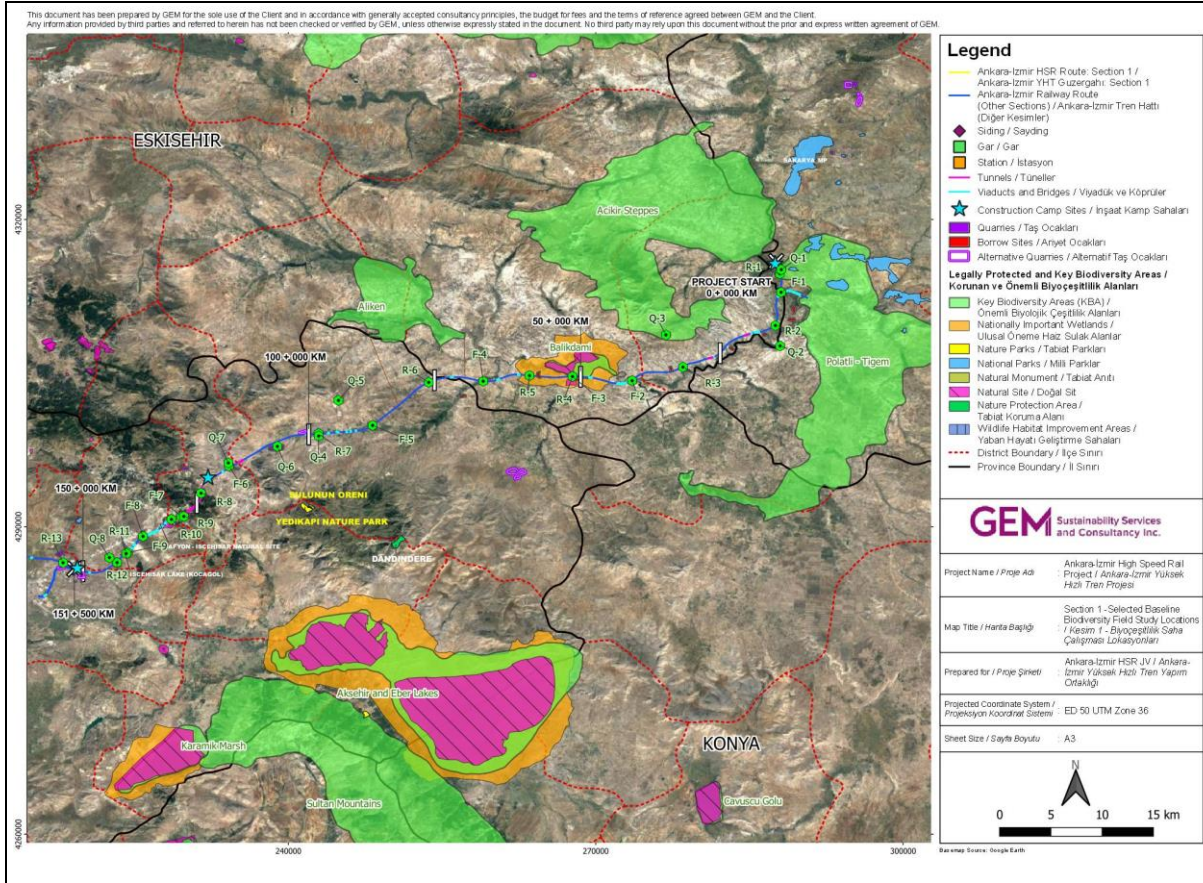 This document has been prepared by GEM for the sole use of the Client and in accordance with generally accepted consultancy principles, the budget for fees and the terms of reference agreed between GEM and the Client.
Any information provided by third parties and referred to herein has not been checked or verified by GEM, unless otherwise expressly stated in the document. No third party may rely upon this document without the prior and express written agreement of GEM.
ESKISEHIR
SAKARYA MP
Acikir Steppes
Q-1
R-1
F-1
PROJECT START
0 + 000 KM
Aliken
Q-3
R-2
50 + 000 KM
Q-2
Polatli - Tigem
Balikdami
100 + 000 KM
F-4
R-6
R-3
Q-5
R-5
R-4
F-3
F-2
Q-7
F-5
R-7
Q-4
Q-6
F-6
150 + 000 KM
F-7
R-8
SULUNUN ORENI
F-8
R-9
YEDIKAPI NATURE PARK
R-11
R-10
Q-8
R-13
F-9
AFYON - ISCEHISAR NATURAL SITE
DANDINDERE
R-12
ISCEHISAR LAKE (KOCAGOL)
151 + 500 KM
Aksehir and Eber Lakes
Karamik Marsh
KONYA
Sultan Mountains
Cavuscu Golu
4320000
4290000
4260000
240000
270000
300000
Legend
Ankara-Izmir HSR Route: Section 1 /
Ankara-Izmir YHT Guzergahı: Section 1
Ankara-Izmir Railway Route
(Other Sections) / Ankara-Izmir Tren Hattı
(Diğer Kesimler)
Siding / Sayding
Gar / Gar
Station / İstasyon
Tunnels / Tüneller
Viaducts and Bridges / Viyadük ve Köprüler
Construction Camp Sites / İnşaat Kamp Sahaları
Quarries / Taş Ocakları
Borrow Sites / Ariyet Ocakları
Alternative Quarries / Alternatif Taş Ocakları
Legally Protected and Key Biodiversity Areas /
Korunan ve Önemli Biyoçeşitlilik Alanları
Key Biodiversity Areas (KBA) /
Önemli Biyolojik Çeşitlilik Alanları
Nationally Important Wetlands /
Ulusal Öneme Haiz Sulak Alanlar
Nature Parks / Tabiat Parkları
National Parks / Milli Parklar
Natural Monument / Tabiat Anıtı
Natural Site / Doğal Sit
Nature Protection Area /
Tabiat Koruma Alanı
Wildlife Habitat Improvement Areas /
Yaban Hayatı Geliştirme Sahaları
District Boundary / İlçe Sınırı
Province Boundary / İl Sınırı
GEM Sustainability Services
and Consultancy Inc.
Project Name / Proje Adı : Ankara-İzmir High Speed Rail
Project / Ankara-İzmir Yüksek
Hızlı Tren Projesi
Map Title / Harita Başlığı : Section 1 - Selected Baseline
Biodiversity Field Study Locations
/ Kesim 1 - Biyoçeşitlilik Saha
Çalışması Lokasyonları
Prepared for / Proje Şirketi : Ankara-Izmir HSR JV / Ankara-
İzmir Yüksek Hızlı Tren Yapım
Ortaklığı
Projected Coordinate System /
Projeksiyon Koordinat Sistemi : ED 50 UTM Zone 36
Sheet Size / Sayfa Boyutu : A3
N
0 5 10 15 km
Basemap Source: Google Earth